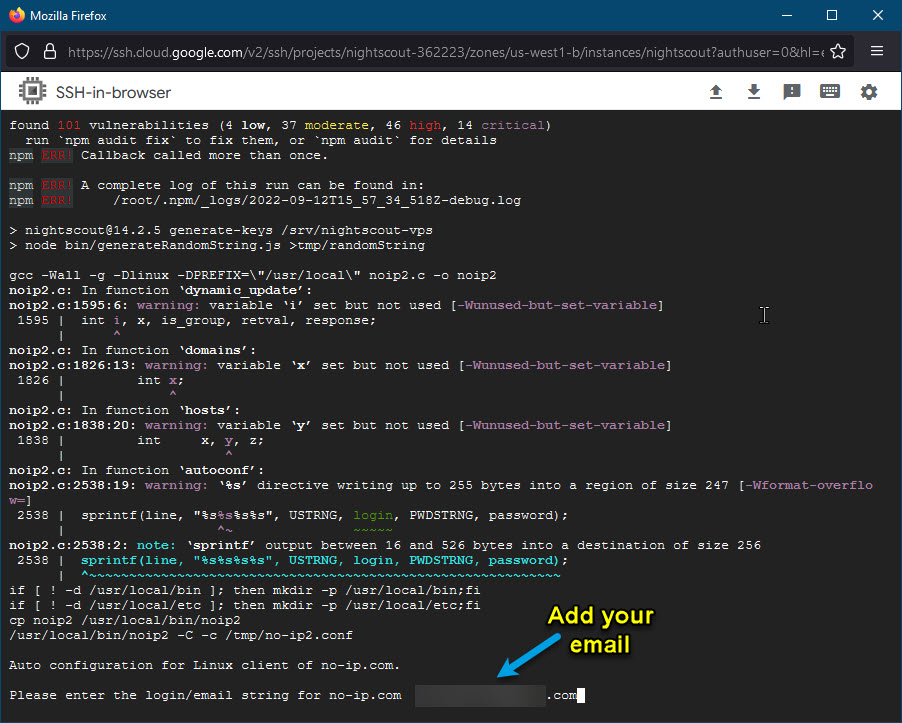 Mozilla Firefox
https://ssh.cloud.google.com/v2/ssh/projects/nightscout-362223/zones/us-west1-b/instances/nightscout?authuser=0&hl=e
SSH-in-browser
found 101 vulnerabilities (4 low, 37 moderate, 46 high, 14 critical)
  run `npm audit fix` to fix them, or `npm audit` for details
npm ERR! Callback called more than once.
npm ERR! A complete log of this run can be found in:
npm ERR!     /root/.npm/_logs/2022-09-12T15_57_34_518Z-debug.log
> nightscout@14.2.5 generate-keys /srv/nightscout-vps
> node bin/generateRandomString.js >tmp/randomString
gcc -Wall -g -Dlinux -DPREFIX=\"/usr/local\" noip2.c -o noip2
noip2.c: In function ‘dynamic_update’:
noip2.c:1595:6: warning: variable ‘i’ set but not used [-Wunused-but-set-variable]
 1595 |  int i, x, is_group, retval, response;
      |      ^
noip2.c: In function ‘domains’:
noip2.c:1826:13: warning: variable ‘x’ set but not used [-Wunused-but-set-variable]
 1826 |         int x;
      |             ^
noip2.c: In function ‘hosts’:
noip2.c:1838:20: warning: variable ‘y’ set but not used [-Wunused-but-set-variable]
 1838 |         int     x, y, z;
      |                    ^
noip2.c: In function ‘autoconf’:
noip2.c:2538:19: warning: ‘%s’ directive writing up to 255 bytes into a region of size 247 [-Wformat-overflo
w=]
 2538 |  sprintf(line, "%s%s%s%s", USTRNG, login, PWDSTRNG, password);
      |                   ^~               ~~~~~
noip2.c:2538:2: note: ‘sprintf’ output between 16 and 526 bytes into a destination of size 256
 2538 |  sprintf(line, "%s%s%s%s", USTRNG, login, PWDSTRNG, password);
      |  ^~~~~~~~~~~~~~~~~~~~~~~~~~~~~~~~~~~~~~~~~~~~~~~~~~~~~~~~~~~~
if [ ! -d /usr/local/bin ]; then mkdir -p /usr/local/bin;fi
if [ ! -d /usr/local/etc ]; then mkdir -p /usr/local/etc;fi
cp noip2 /usr/local/bin/noip2
/usr/local/bin/noip2 -C -c /tmp/no-ip2.conf
Add your
email
Auto configuration for Linux client of no-ip.com.
Please enter the login/email string for no-ip.com .com